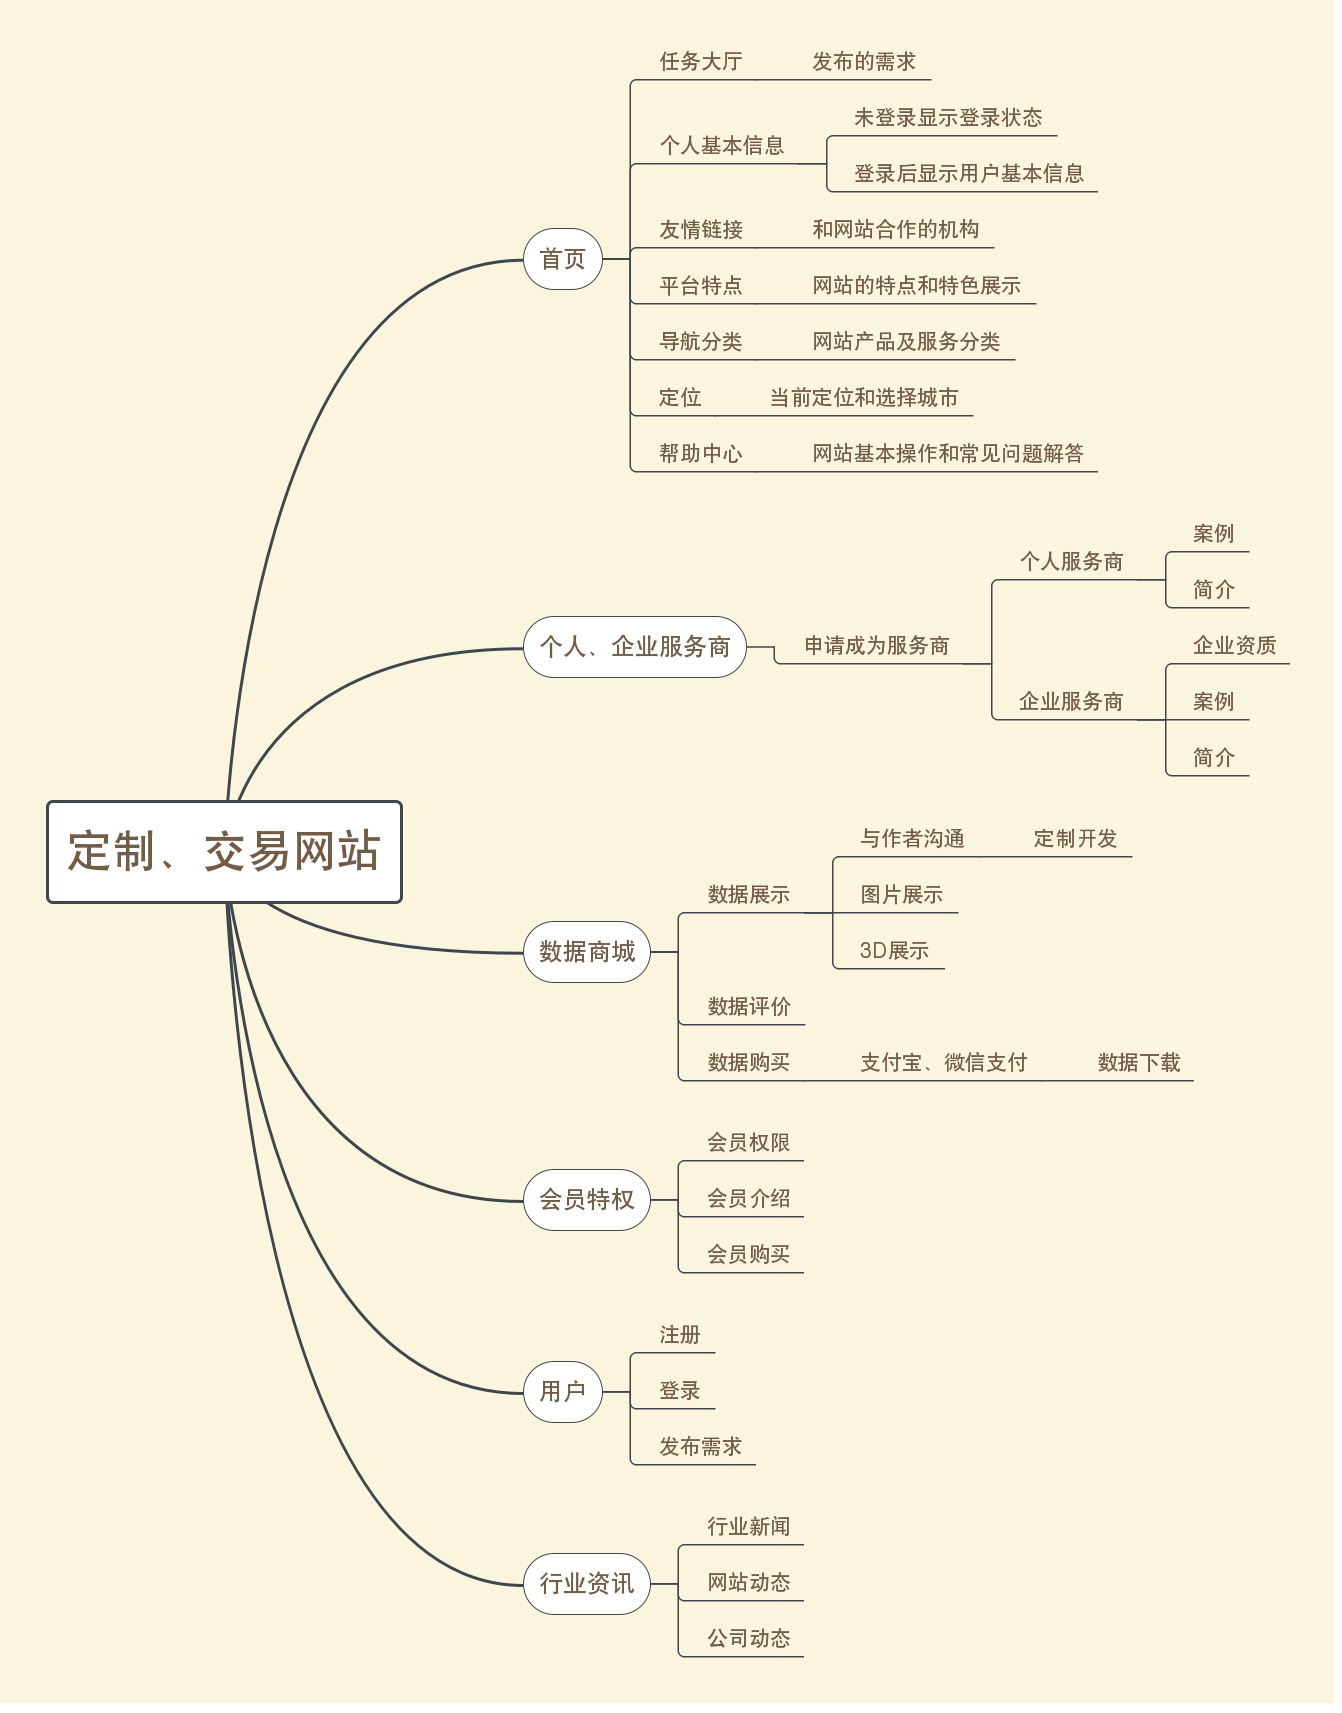 任务大厅
发布的需求
个人基本信息
未登录显示登录状态
登录后显示用户基本信息
首页
友情链接
和网站合作的机构
平台特点
网站的特点和特色展示
导航分类
网站产品及服务分类
定位
当前定位和选择城市
帮助中心
网站基本操作和常见问题解答
个人、企业服务商
申请成为服务商
个人服务商
案例
简介
企业服务商
企业资质
案例
简介
定制、交易网站
数据商城
数据展示
与作者沟通
定制开发
图片展示
3D展示
数据评价
数据购买
支付宝、微信支付
数据下载
会员特权
会员权限
会员介绍
会员购买
用户
注册
登录
发布需求
行业资讯
行业新闻
网站动态
公司动态